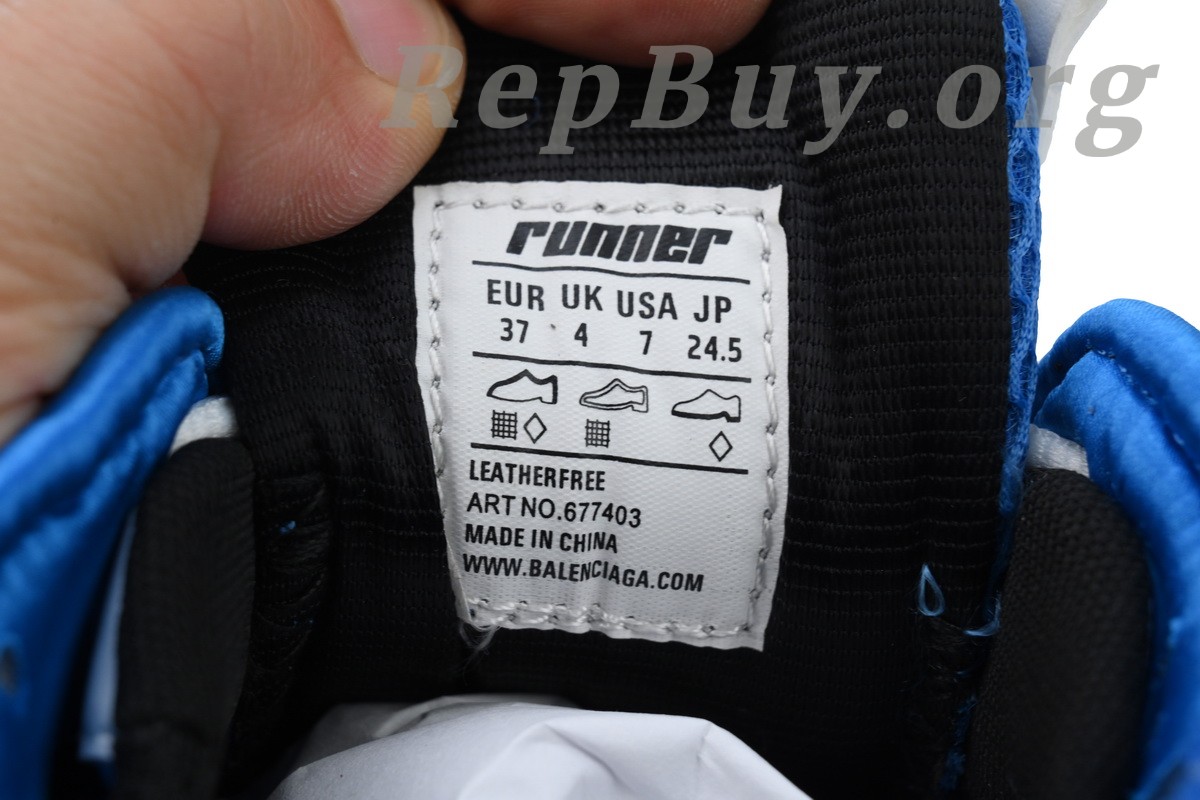 RepBuy.org
runner
EUR UK USA JP
37 4 7 24.5
LEATHERFREE
ART NO.677403
MADE IN CHINA
WWW.BALENCIAGA.COM